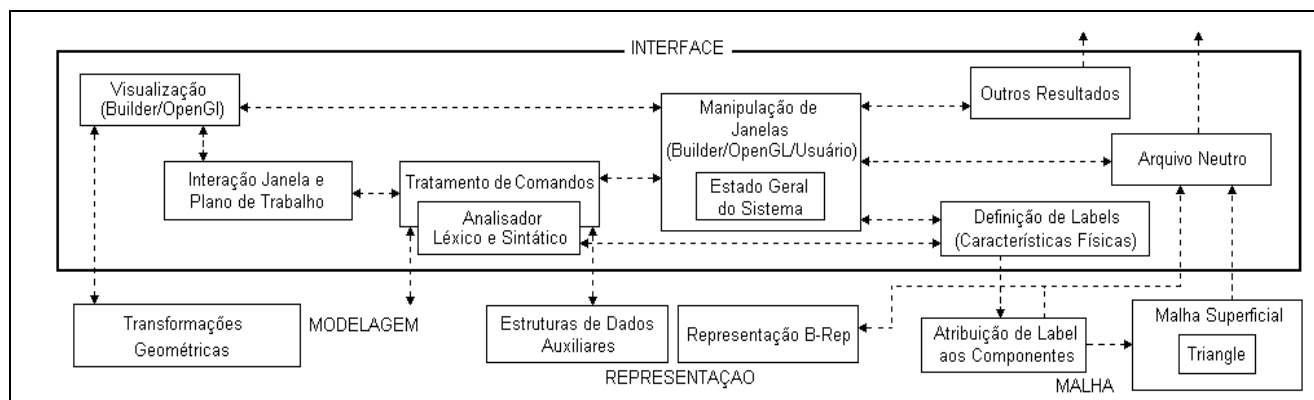 INTERFACE
Visualização
(Builder/OpenGl)
Interação Janela e
Plano de Trabalho
Tratamento de Comandos
Analisador
Léxico e Sintático
Manipulação de
Janelas
(Builder/OpenGL/Usuário)
Estado Geral
do Sistema
Outros Resultados
Arquivo Neutro
Definição de Labels
(Características Físicas)
Transformações
Geométricas
MODELAGEM
Estruturas de Dados
Auxiliares
Representação B-Rep
REPRESENTAÇAO
Atribuição de Label
aos Componentes
MALHA
Malha Superficial
Triangle